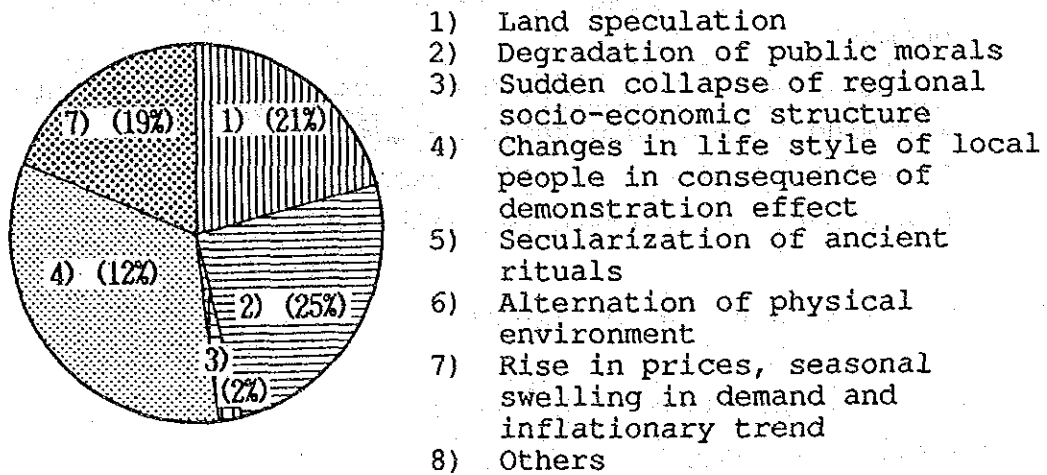 1) Land speculation
2) Degradation of public morals
3) Sudden collapse of regional
socio-economic structure
4) Changes in life style of local
people in consequence of
demonstration effect
5) Secularization of ancient
rituals
6) Alternation of physical
environment
7) Rise in prices, seasonal
swelling in demand and
inflationary trend
8) Others
7) (19%)
1) (21%)
4) (12%)
2) (25%)
3)
(2%)